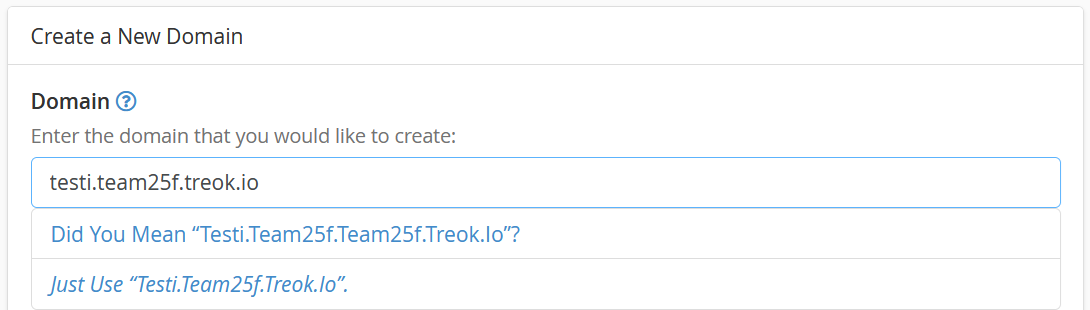 Create a New Domain
Domain
Enter the domain that you would like to create:
testi.team25f.treok.io
Did You Mean “Testi.Team25f.Team25f.Treok.Io”?
Just Use “Testi.Team25f.Treok.Io”.